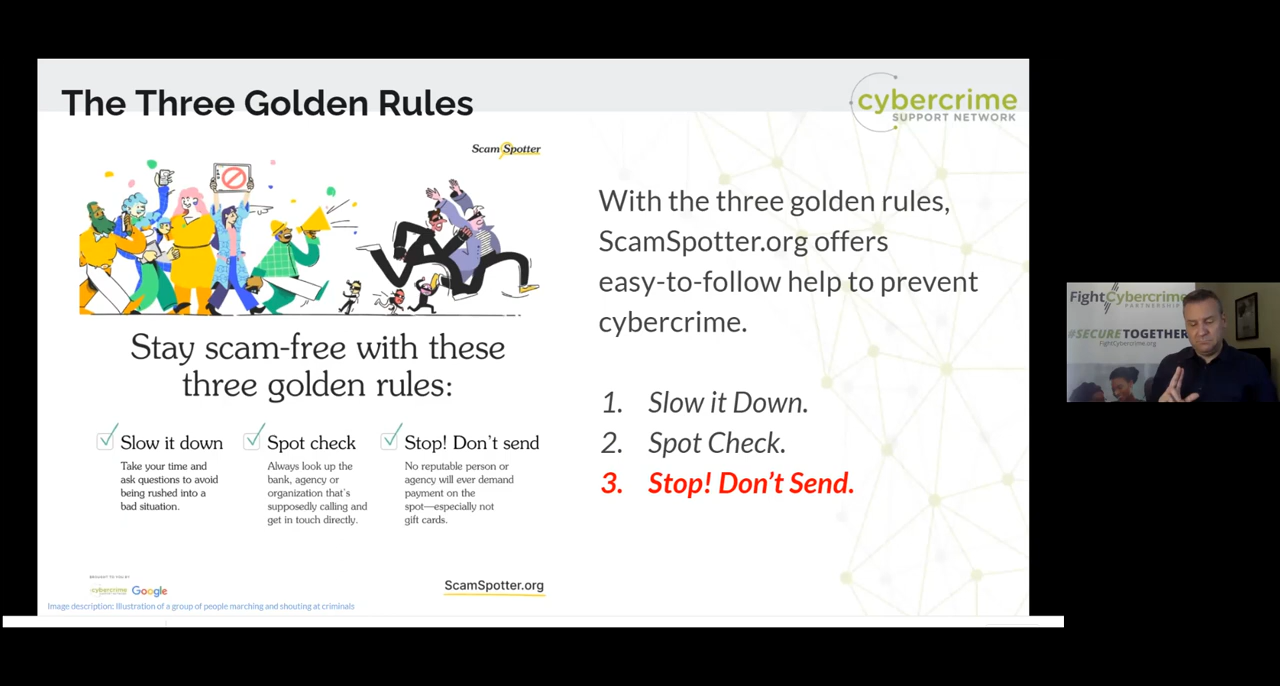 The Three Golden Rules
cybercrime
SUPPORT NETWORK
ScamSpotter
Stay scam-free with these
three golden rules:
Slow it down
Take your time and
ask questions to avoid
being rushed into a
bad situation.
Spot check
Always look up the
bank, agency or
organization that's
supposedly calling and
get in touch directly.
Stop! Don't send
No reputable person or
agency will ever demand
payment on the
spot—especially not
gift cards.
BROUGHT TO YOU BY
cybercrime
Google
ScamSpotter.org
Image description: Illustration of a group of people marching and shouting at criminals
With the three golden rules,
ScamSpotter.org offers
easy-to-follow help to prevent
cybercrime.
1. Slow it Down.
2. Spot Check.
3. Stop! Don't Send.
FightCybercrime
PARTNERSHIP
#SECURETOGETHER
FightCybercrime.org